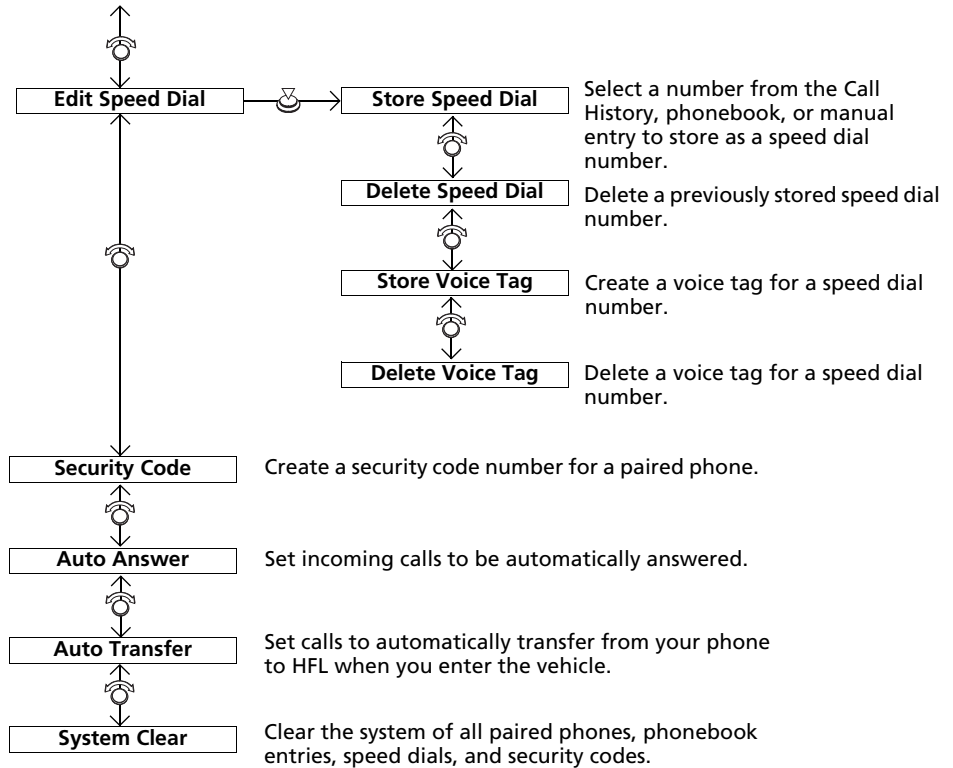 Edit Speed Dial
Store Speed Dial
Select a number from the Call
History, phonebook, or manual
entry to store as a speed dial
number.
Delete Speed Dial
Delete a previously stored speed dial
number.
Store Voice Tag
Create a voice tag for a speed dial
number.
Delete Voice Tag
Delete a voice tag for a speed dial
number.
Security Code
Create a security code number for a paired phone.
Auto Answer
Set incoming calls to be automatically answered.
Auto Transfer
Set calls to automatically transfer from your phone
to HFL when you enter the vehicle.
System Clear
Clear the system of all paired phones, phonebook
entries, speed dials, and security codes.